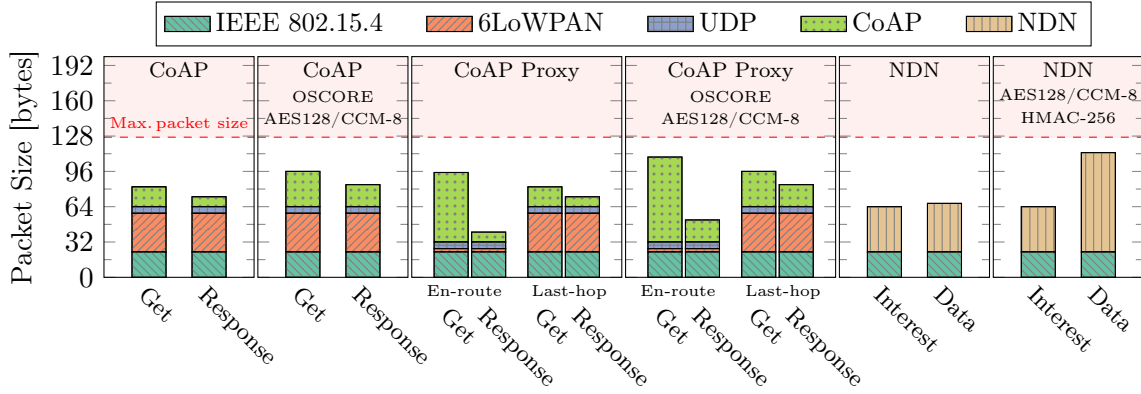 IEEE 802.15.4 6LoWPAN UDP CoAP NDN
Packet Size [bytes]
192
160
128
96
64
32
0
CoAP
Max. packet size
Get
Response
CoAP
OSCORE
AES128/CCM-8
Get
Response
CoAP Proxy
En-route Last-hop
Get
Response
Get
Response
CoAP Proxy
OSCORE
AES128/CCM-8
En-route Last-hop
Get
Response
Get
Response
NDN
Interest
Data
NDN
AES128/CCM-8
HMAC-256
Interest
Data